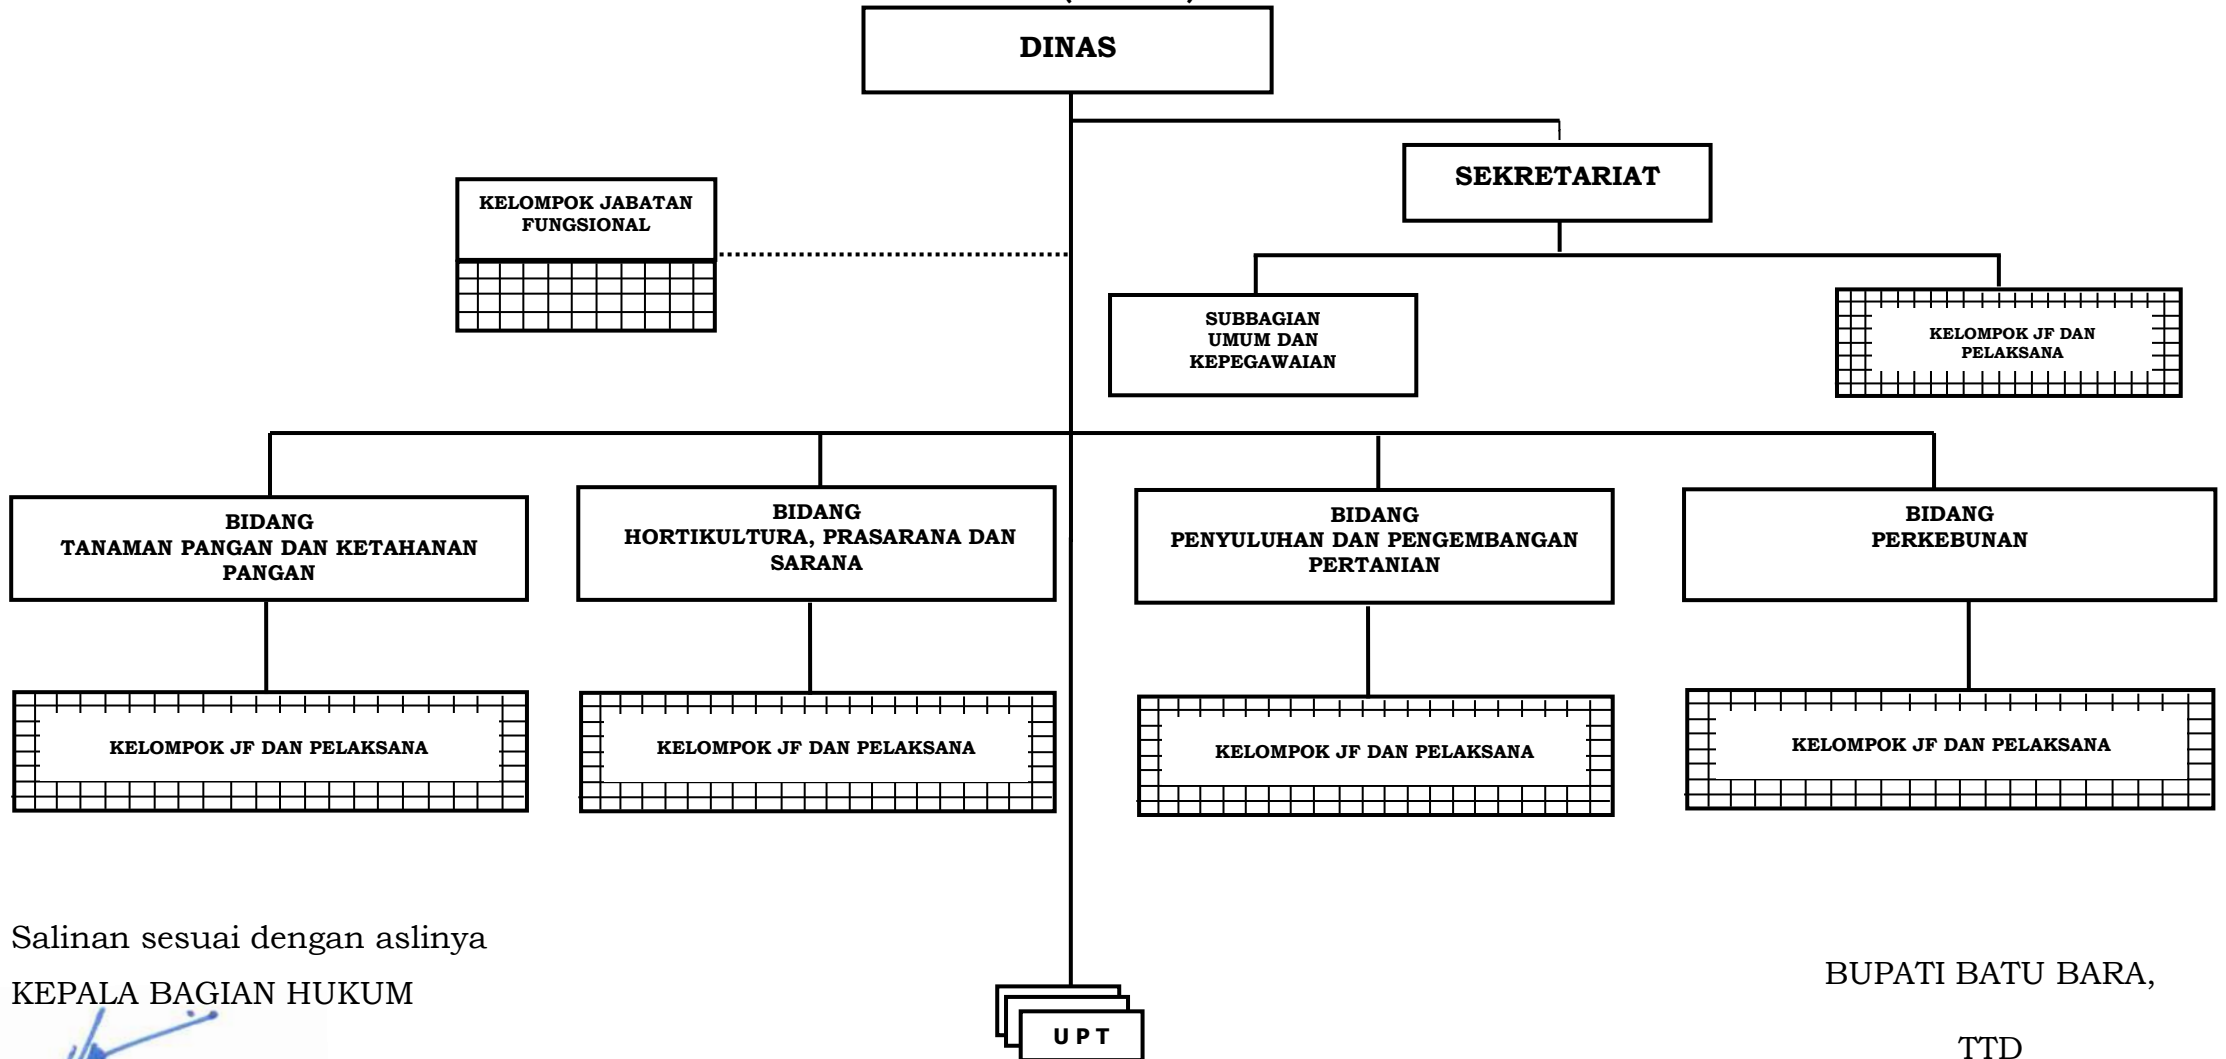 DINAS
SEKRETARIAT
KELOMPOK JABATAN
FUNGSIONAL
SUBBAGIAN
UMUM DAN
KEPEGAWAIAN
KELOMPOK JF DAN
PELAKSANA
BIDANG
TANAMAN PANGAN DAN KETAHANAN
PANGAN
BIDANG
HORTIKULTURA, PRASARANA DAN
SARANA
BIDANG
PENYULUHAN DAN PENGEMBANGAN
PERTANIAN
BIDANG
PERKEBUNAN
KELOMPOK JF DAN PELAKSANA
KELOMPOK JF DAN PELAKSANA
KELOMPOK JF DAN PELAKSANA
KELOMPOK JF DAN PELAKSANA
Salinan sesuai dengan aslinya
KEPALA BAGIAN HUKUM
UPT
BUPATI BATU BARA,
TTD